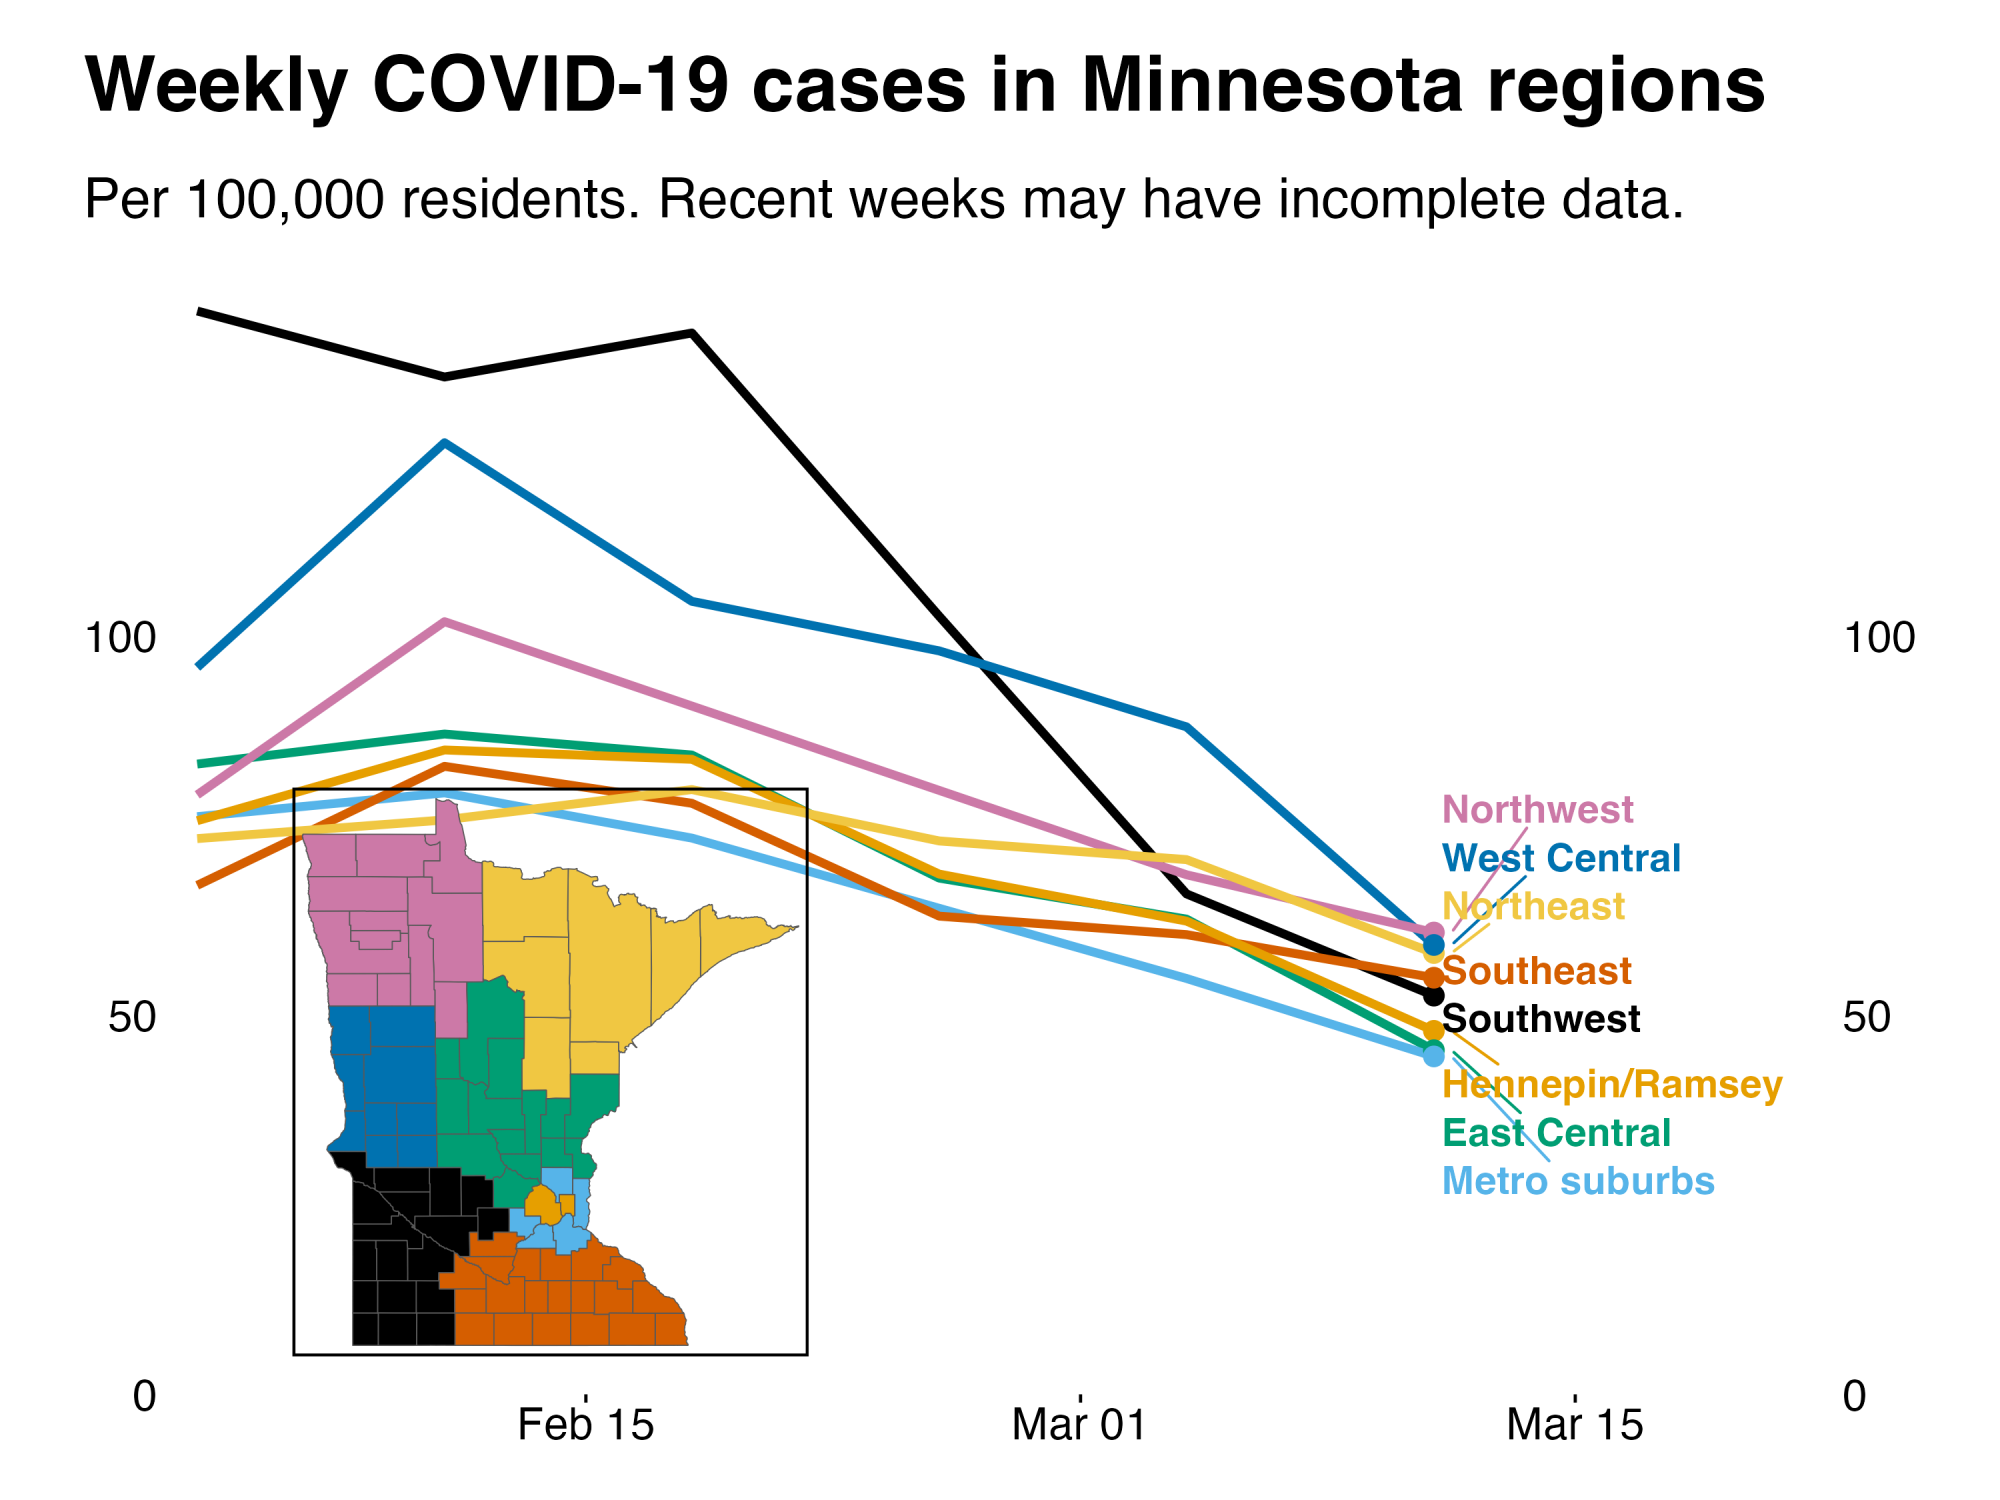 Weekly COVID-19 cases in Minnesota regions
Per 100,000 residents. Recent weeks may have incomplete data.
100
50
0
100
50
0
Northwest
West Central
Northeast
Southeast
Southwest
Hennepin/Ramsey
East Central
Metro suburbs
Feb 15
Mar 01
Mar 15